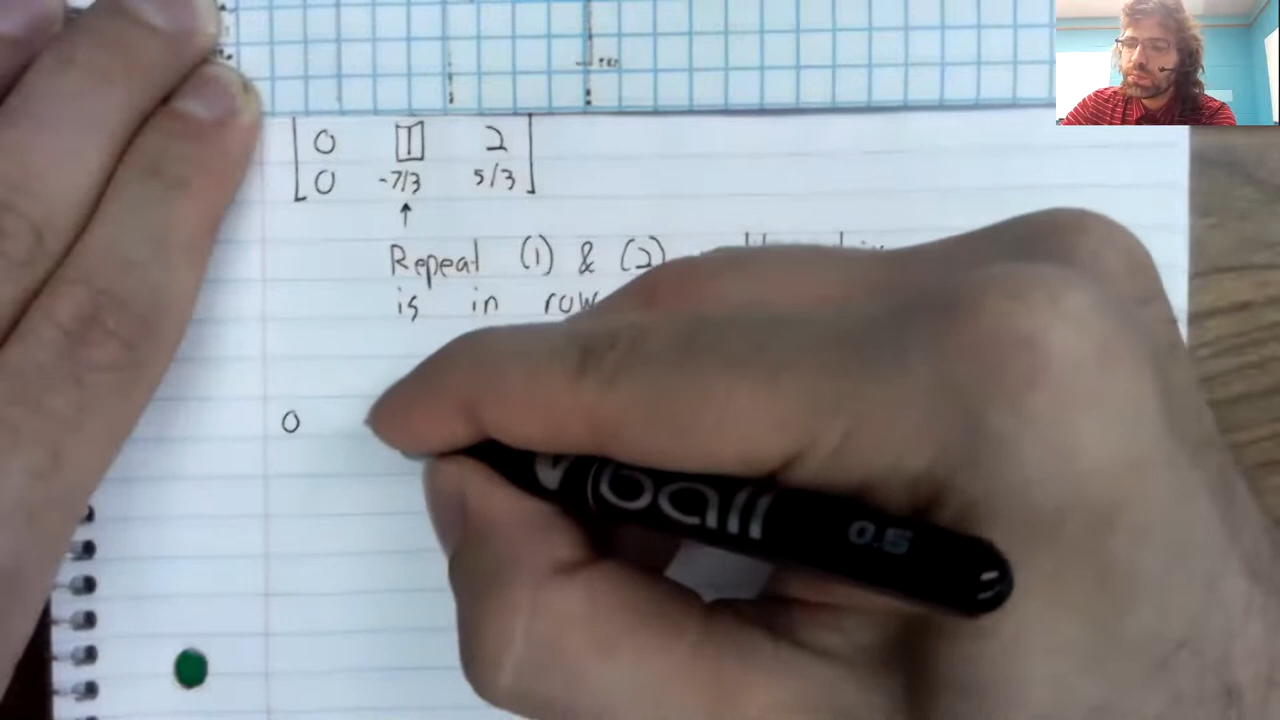 0 1 2
0 -7/3 5/3
↑
Repeat (1) & (2)
is in row
0
ball 0.5